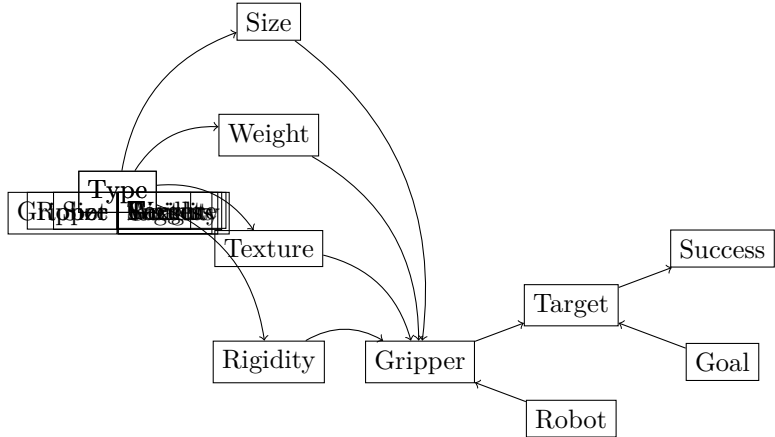 Size
Weight
Type
Texture
Success
Target
Rigidity
Gripper
Goal
Robot